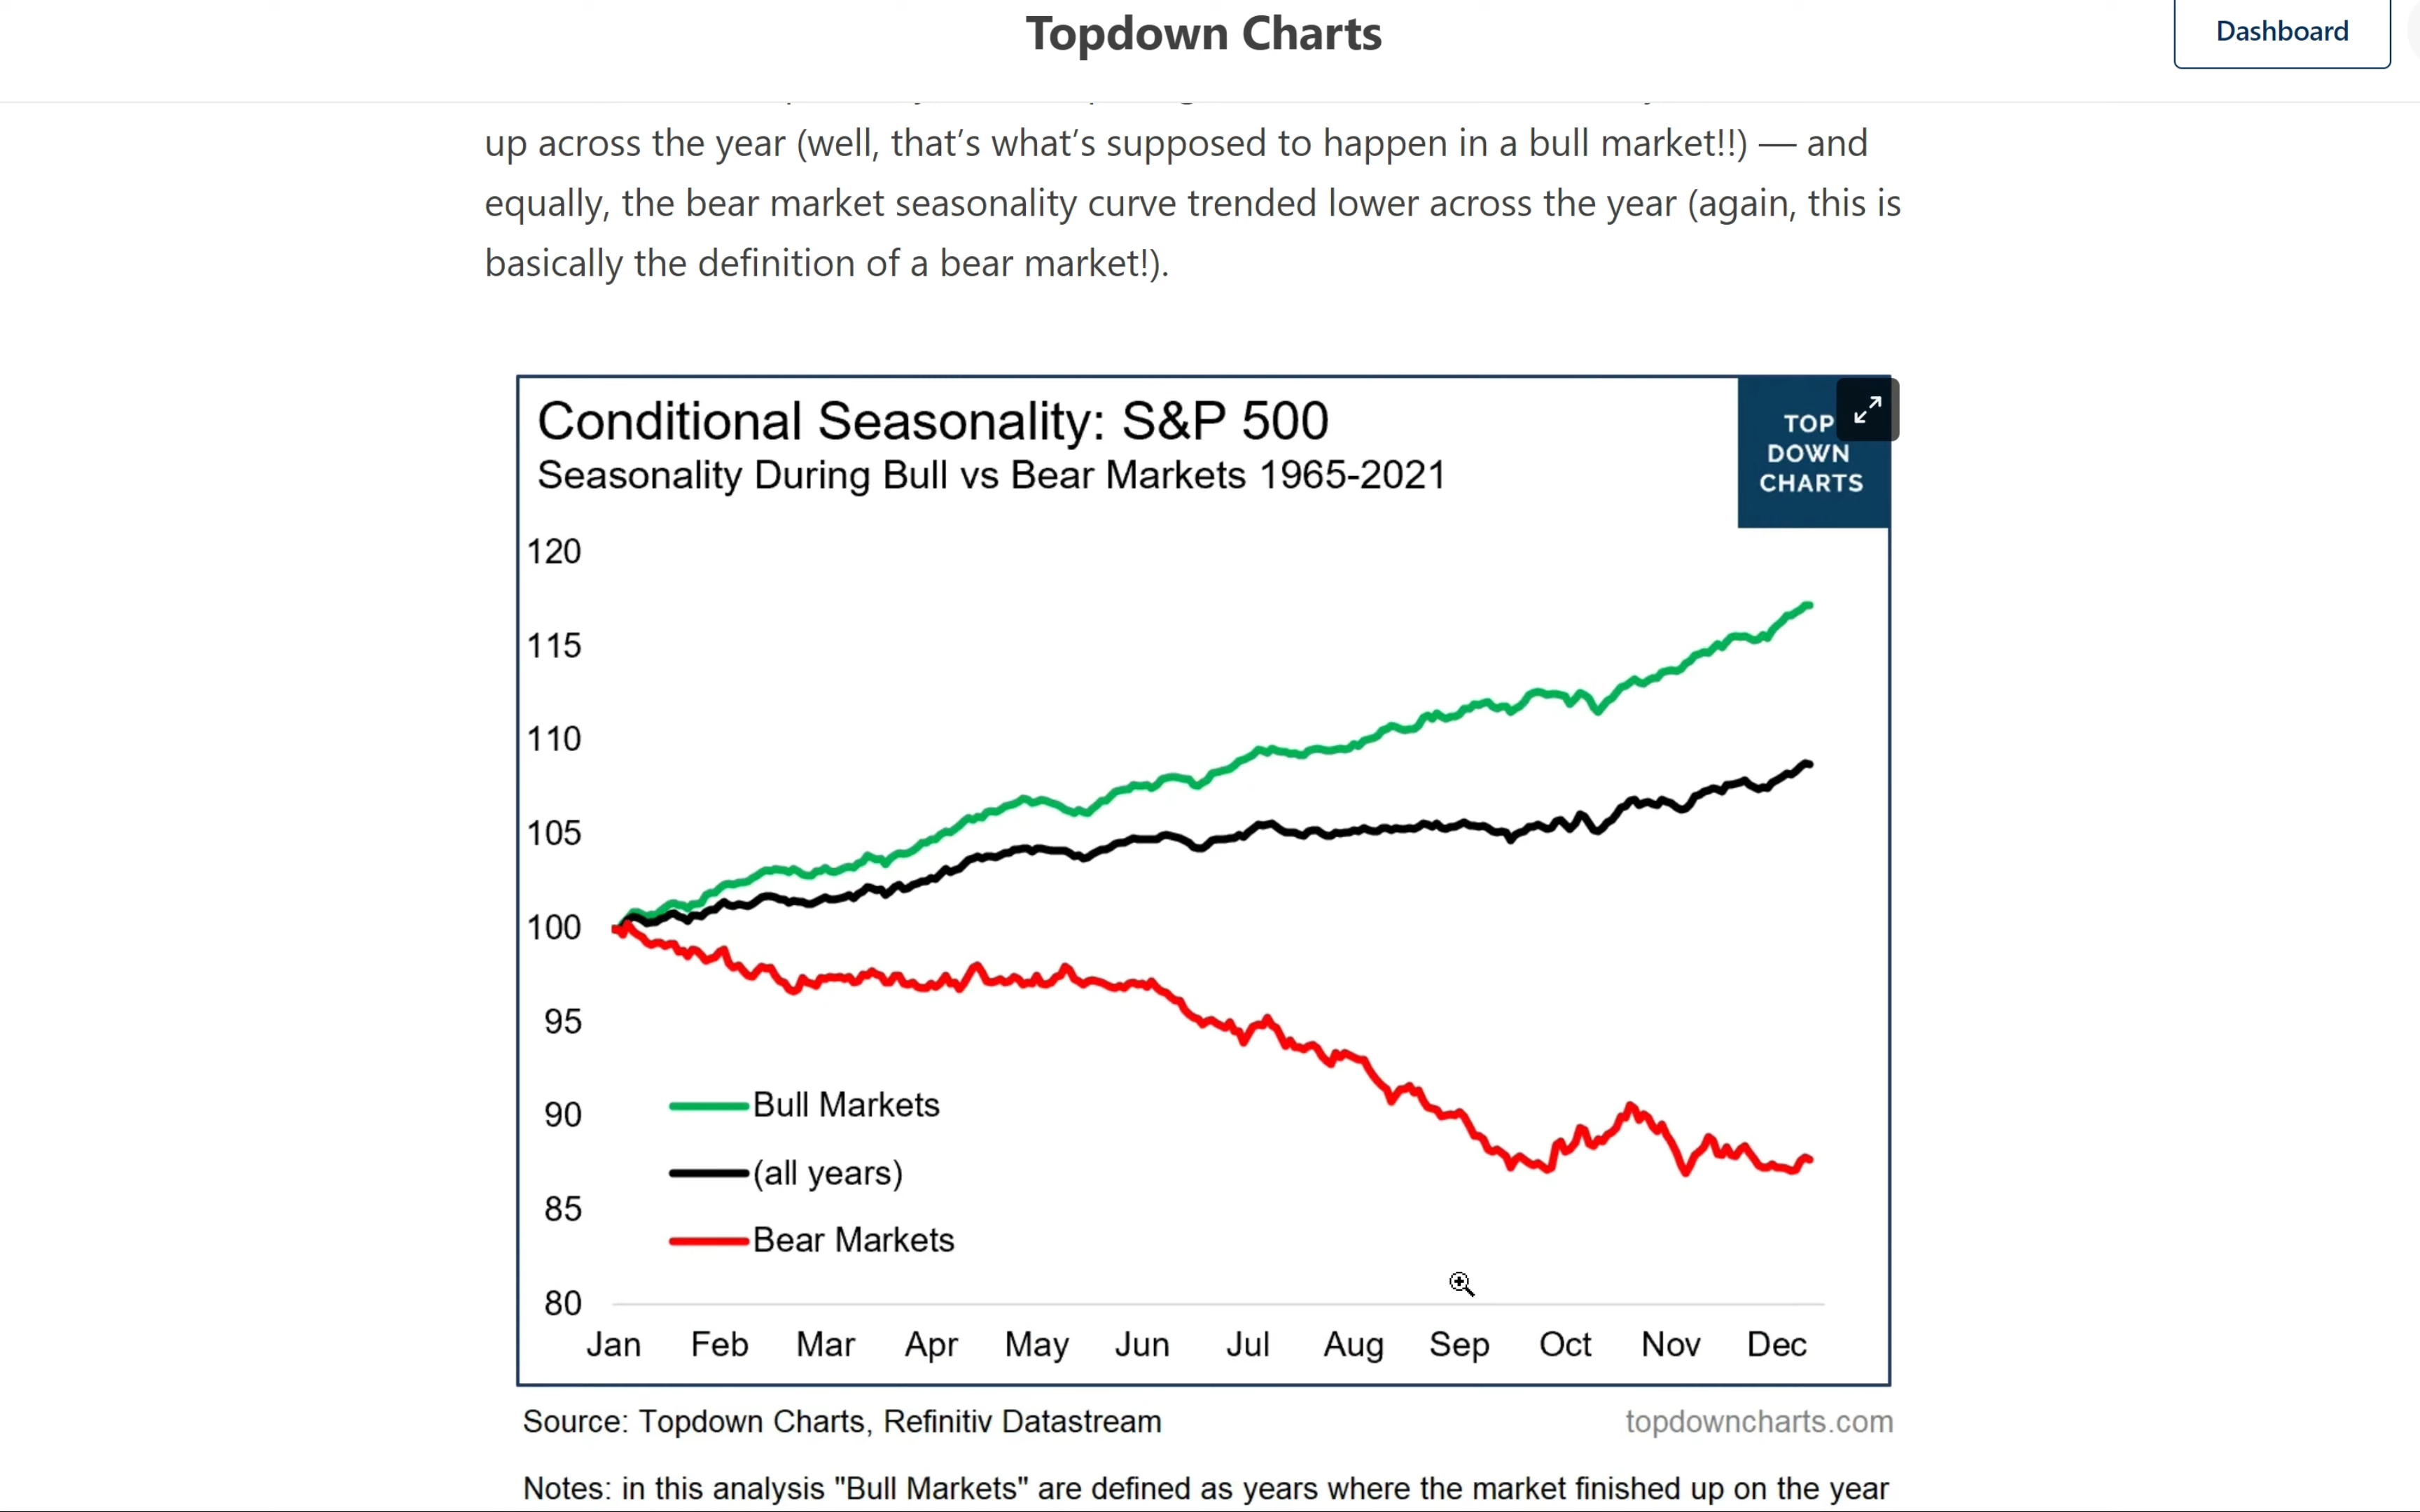 Topdown Charts
Dashboard
up across the year (well, that’s what’s supposed to happen in a bull market!!) — and
equally, the bear market seasonality curve trended lower across the year (again, this is
basically the definition of a bear market!).
Conditional Seasonality: S&P 500
Seasonality During Bull vs Bear Markets 1965-2021
TOP
DOWN
CHARTS
120
115
110
105
100
95
90
85
80
Bull Markets
(all years)
Bear Markets
Jan Feb Mar Apr May Jun Jul Aug Sep Oct Nov Dec
Source: Topdown Charts, Refinitiv Datastream
topdowncharts.com
Notes: in this analysis "Bull Markets" are defined as years where the market finished up on the year